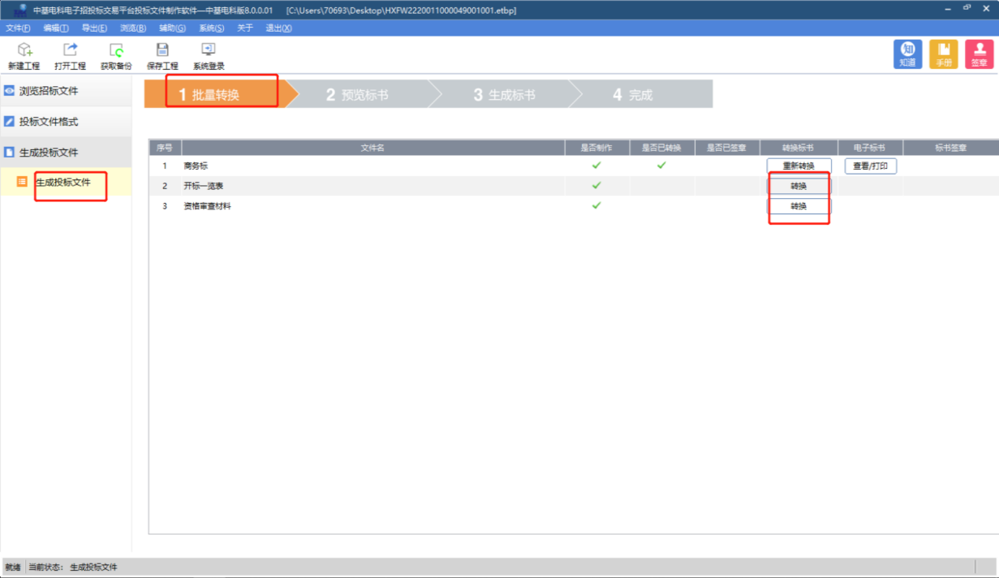 中基电科电子招投标交易平台投标文件制作软件—中基电科版8.0.0.01 [C:\Users\70693\Desktop\HXFW2220011000049001001.etbp]
文件(F) 编辑(T) 导出(E) 浏览(B) 辅助(G) 系统(S) 关于 退出(X)
新建工程 打开工程 获取备份 保存工程 系统登录
知 知道 手册 签章
浏览招标文件
投标文件格式
生成投标文件
生成投标文件
1 批量转换 2 预览标书 3 生成标书 4 完成
序号 文件名 是否制作 是否已转换 是否已签章 转换标书 电子标书 标书签章
1 商务标 重新转换 查看/打印
2 开标一览表 转换
3 资格审查材料 转换
就绪 当前状态: 生成投标文件